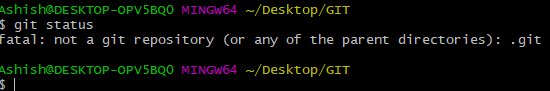 Ashish@DESKTOP-OPV5BQO MINGW64 ~/Desktop/GIT
$ git status
fatal: not a git repository (or any of the parent directories): .git
Ashish@DESKTOP-OPV5BQO MINGW64 ~/Desktop/GIT
$